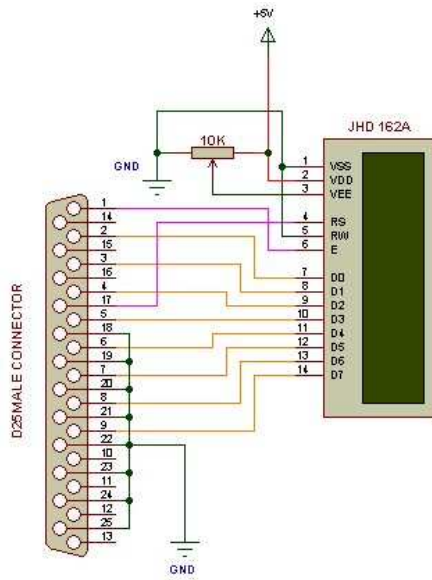 +5V
JHD 162A
10K
GND
1 VSS
2 VDD
3 VEE
4 RS
5 RW
6 E
7 D0
8 D1
9 D2
10 D3
11 D4
12 D5
13 D6
14 D7
D25MALE CONNECTOR
1
14
2
15
3
16
4
17
5
18
6
19
7
20
8
21
9
22
10
23
11
24
12
25
13
GND